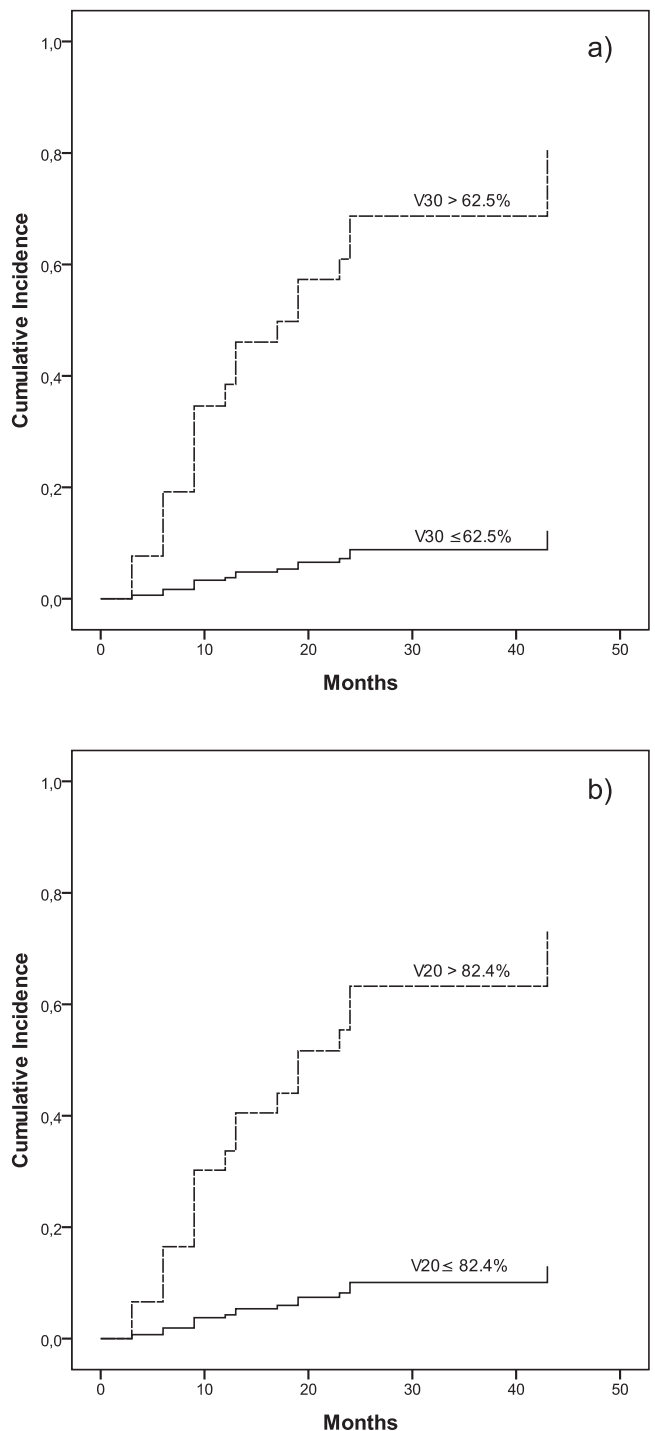 a)
1,0
0,8
0,6
0,4
0,2
0,0
Cumulative Incidence
V30 > 62.5%
V30 ≤62.5%
0 10 20 30 40 50
Months
b)
1,0
0,8
0,6
0,4
0,2
0,0
Cumulative Incidence
V20 > 82.4%
V20≤ 82.4%
0 10 20 30 40 50
Months